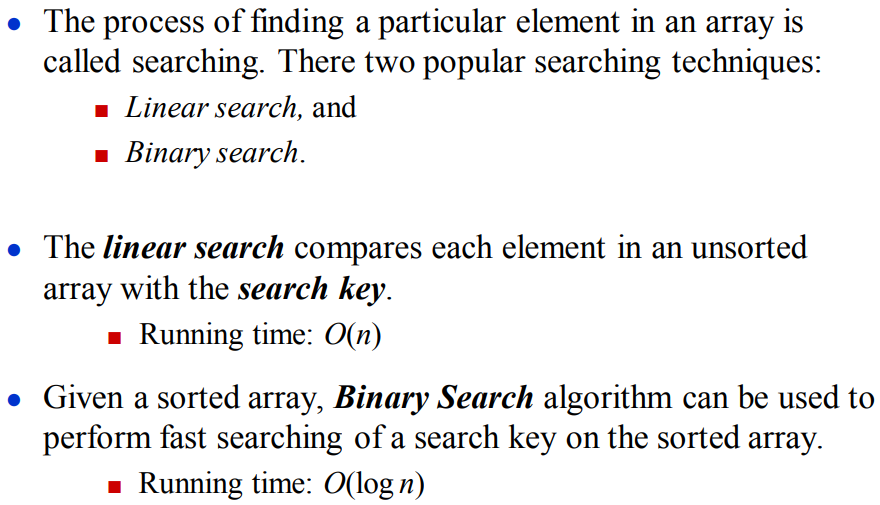 • The process of finding a particular element in an array is
called searching. There two popular searching techniques:
▪ Linear search, and
▪ Binary search.
• The linear search compares each element in an unsorted
array with the search key.
▪ Running time: O(n)
• Given a sorted array, Binary Search algorithm can be used to
perform fast searching of a search key on the sorted array.
▪ Running time: O(log n)